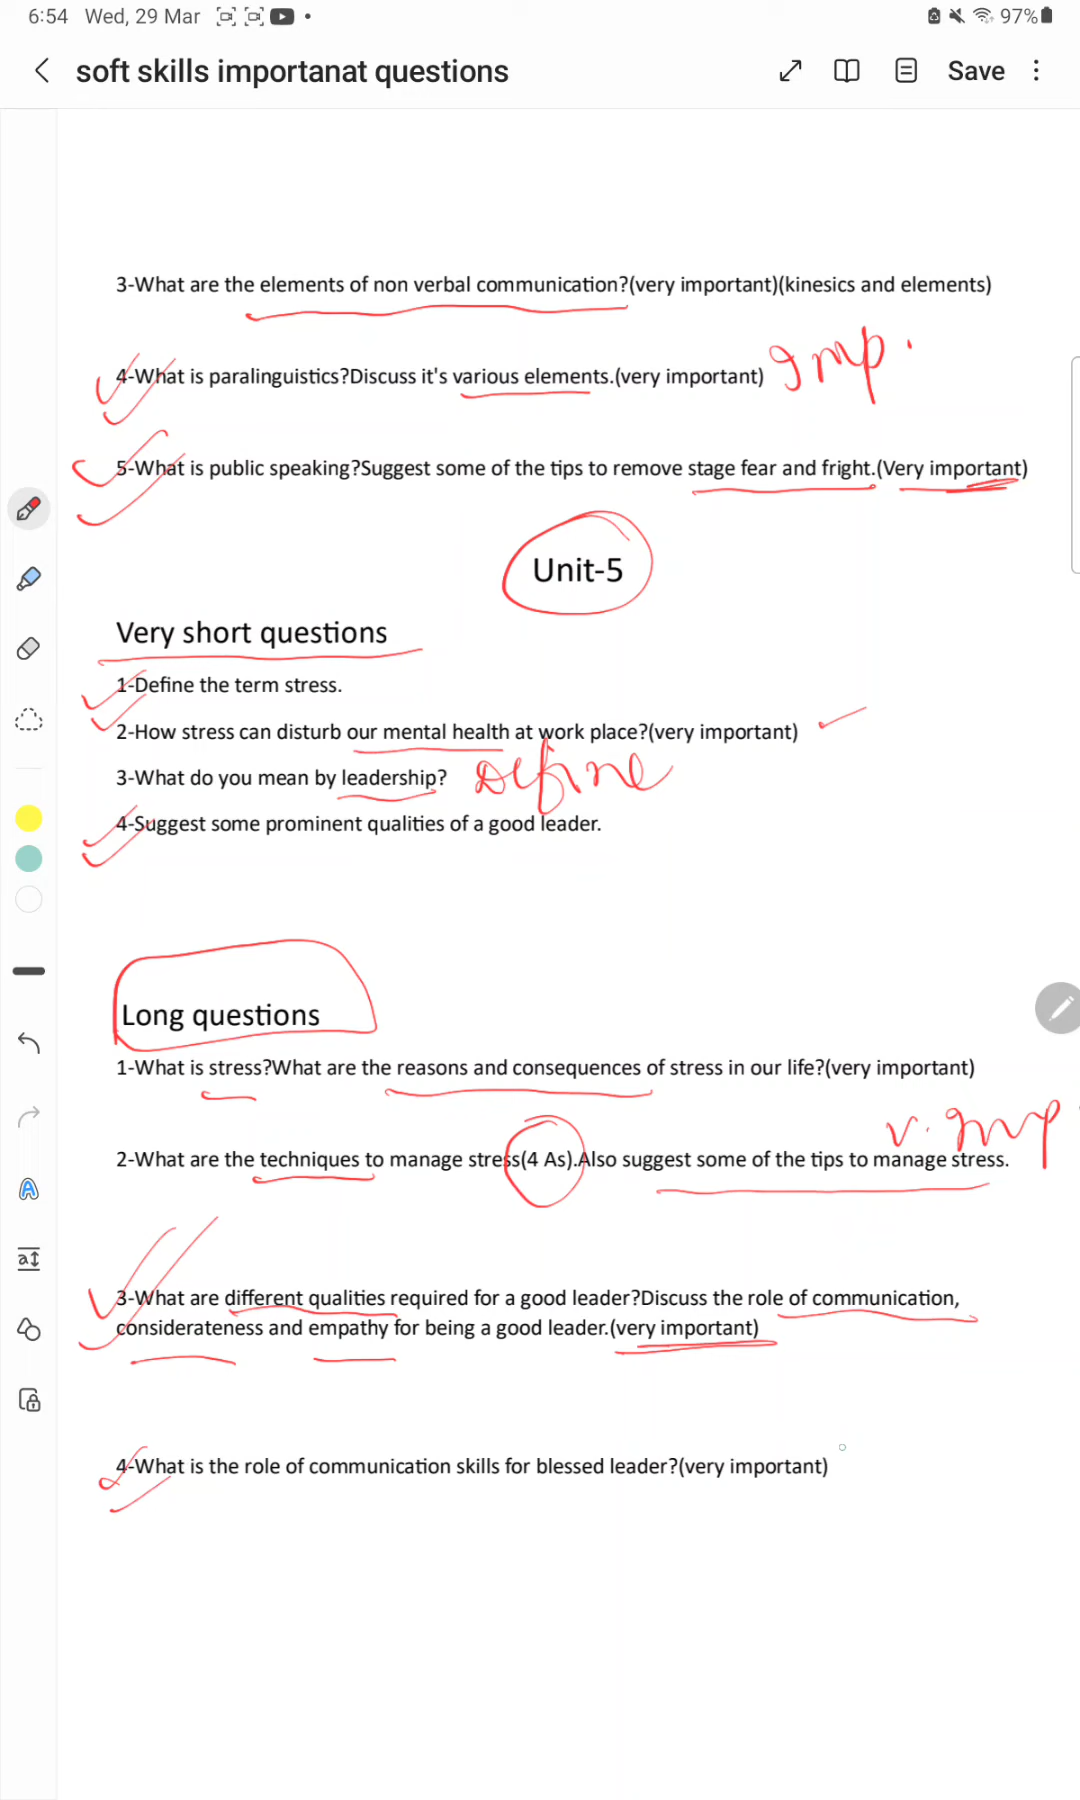 6:54 Wed, 29 Mar
97%
soft skills importanat questions
Save
3-What are the elements of non verbal communication?(very important)(kinesics and elements)
4-What is paralinguistics?Discuss it's various elements.(very important) Imp.
5-What is public speaking?Suggest some of the tips to remove stage fear and fright.(Very important)
Unit-5
Very short questions
1-Define the term stress.
2-How stress can disturb our mental health at work place?(very important)
3-What do you mean by leadership? Define
4-Suggest some prominent qualities of a good leader.
Long questions
1-What is stress?What are the reasons and consequences of stress in our life?(very important)
V. Imp
2-What are the techniques to manage stress(4 As).Also suggest some of the tips to manage stress.
3-What are different qualities required for a good leader?Discuss the role of communication,
considerateness and empathy for being a good leader.(very important)
4-What is the role of communication skills for blessed leader?(very important)